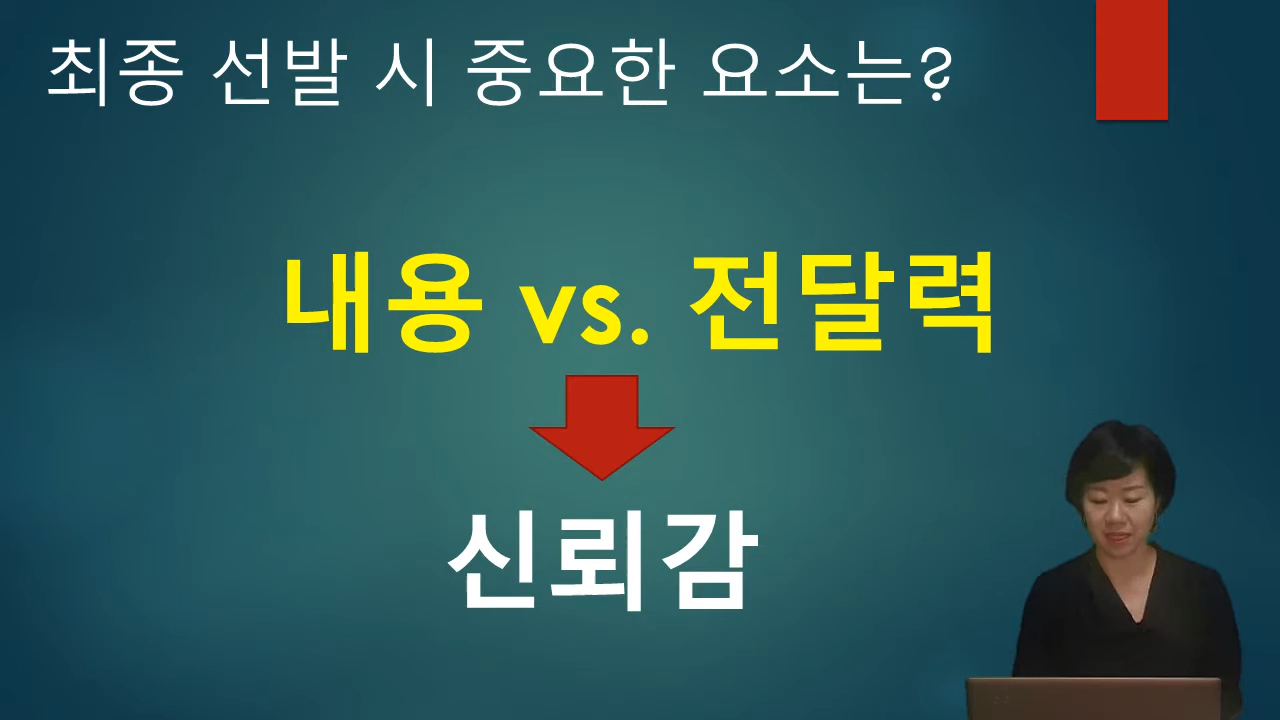 최종 선발 시 중요한 요소는?
내용 vs. 전달력
신뢰감